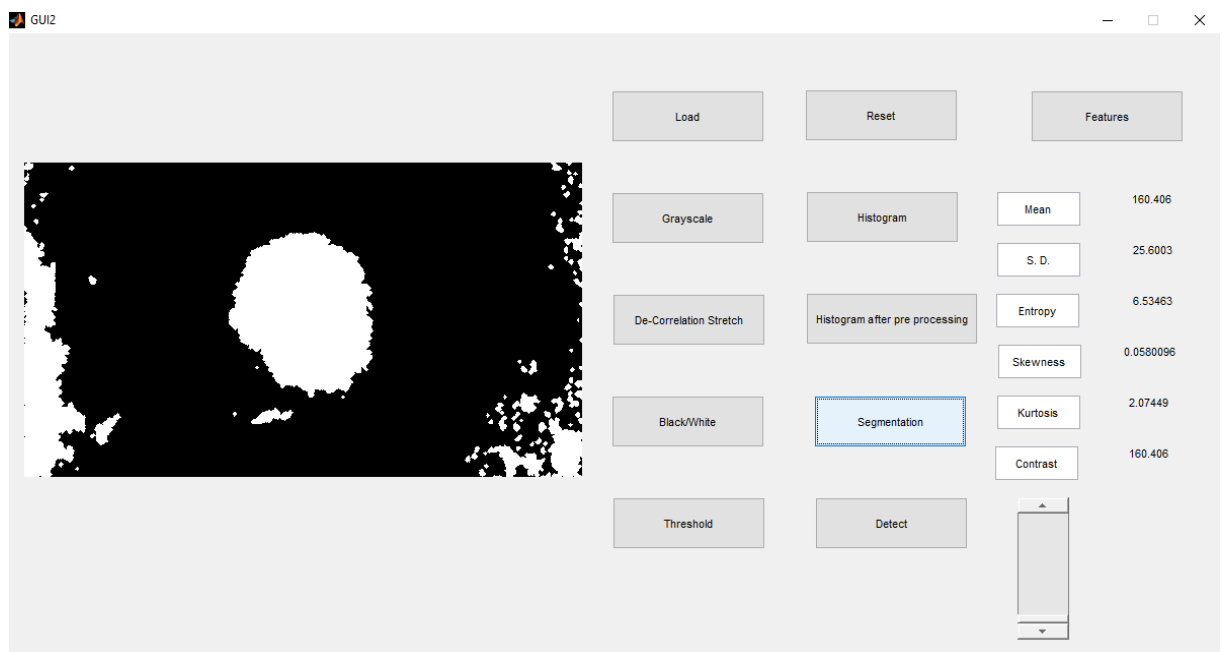 GUI2
Load
Reset
Features
Grayscale
Histogram
Mean
160.406
S. D.
25.6003
De-Correlation Stretch
Histogram after pre processing
Entropy
6.53463
Skewness
0.0580096
Black/White
Segmentation
Kurtosis
2.07449
Contrast
160.406
Threshold
Detect